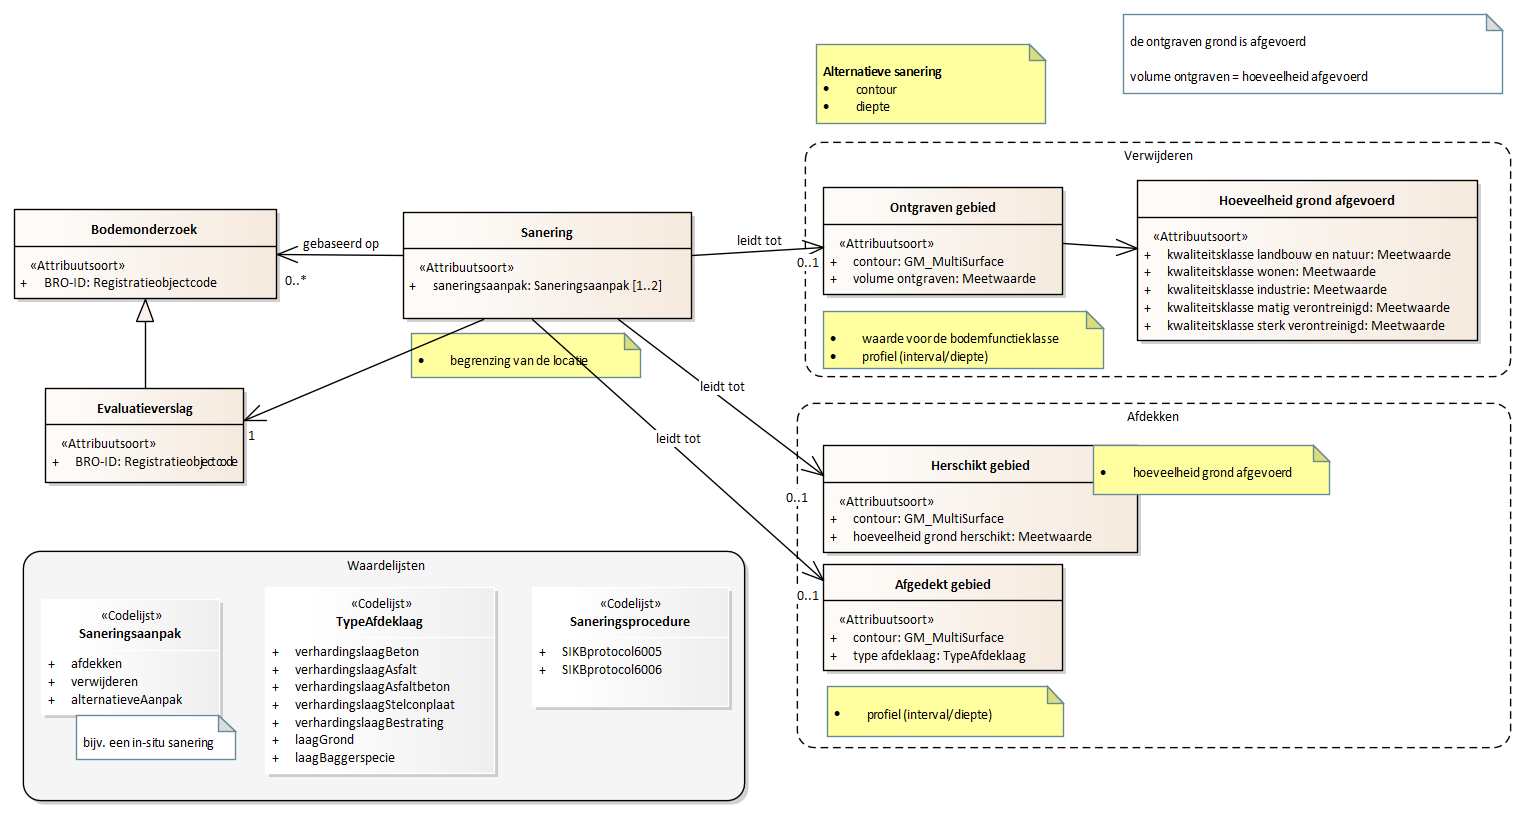 de ontgraven grond is afgevoerd
volume ontgraven = hoeveelheid afgevoerd
Alternatieve sanering
• contour
• diepte
Verwijderen
Ontgraven gebied
«Attribuutsoort»
+ contour: GM_MultiSurface
+ volume ontgraven: Meetwaarde
Hoeveelheid grond afgevoerd
«Attribuutsoort»
+ kwaliteitsklasse landbouw en natuur: Meetwaarde
+ kwaliteitsklasse wonen: Meetwaarde
+ kwaliteitsklasse industrie: Meetwaarde
+ kwaliteitsklasse matig verontreinigd: Meetwaarde
+ kwaliteitsklasse sterk verontreinigd: Meetwaarde
• waarde voor de bodemfunctieklasse
• profiel (interval/diepte)
Bodemonderzoek
«Attribuutsoort»
+ BRO-ID: Registratieobjectcode
gebaseerd op
0..*
Sanering
«Attribuutsoort»
+ saneringsaanpak: Saneringsaanpak [1..2]
leidt tot
0..1
• begrenzing van de locatie
leidt tot
leidt tot
Evaluatieverslag
«Attribuutsoort»
+ BRO-ID: Registratieobjectcode
1
Afdekken
Herschikt gebied
«Attribuutsoort»
+ contour: GM_MultiSurface
+ hoeveelheid grond herschikt: Meetwaarde
• hoeveelheid grond afgevoerd
0..1
Afgedekt gebied
«Attribuutsoort»
+ contour: GM_MultiSurface
+ type afdeklaag: TypeAfdeklaag
0..1
• profiel (interval/diepte)
Waardelijsten
«Codelijst»
Saneringsaanpak
+ afdekken
+ verwijderen
+ alternatieveAanpak
bijv. een in-situ sanering
«Codelijst»
TypeAfdeklaag
+ verhardingslaagBeton
+ verhardingslaagAsfalt
+ verhardingslaagAsfaltbeton
+ verhardingslaagStelconplaat
+ verhardingslaagBestrating
+ laagGrond
+ laagBaggerspecie
«Codelijst»
Saneringsprocedure
+ SIKBprotocol6005
+ SIKBprotocol6006